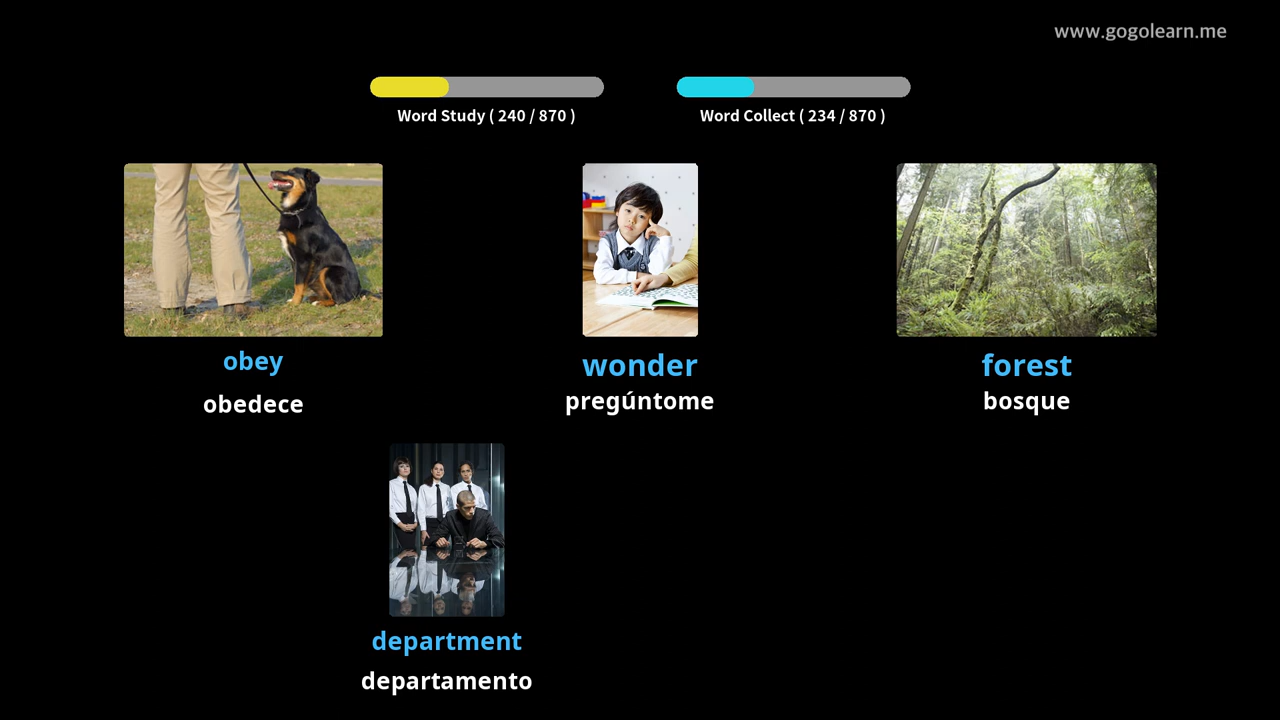 www.gogolearn.me
Word Study ( 240 / 870 )
Word Collect ( 234 / 870 )
obey
obedece
wonder
pregúntome
forest
bosque
department
departamento